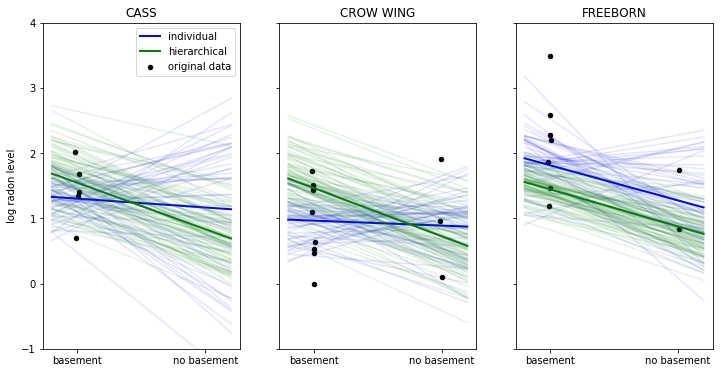 CASS
CROW WING
FREEBORN
log radon level
4
3
2
1
0
-1
individual
hierarchical
original data
basement
no basement
basement
no basement
basement
no basement